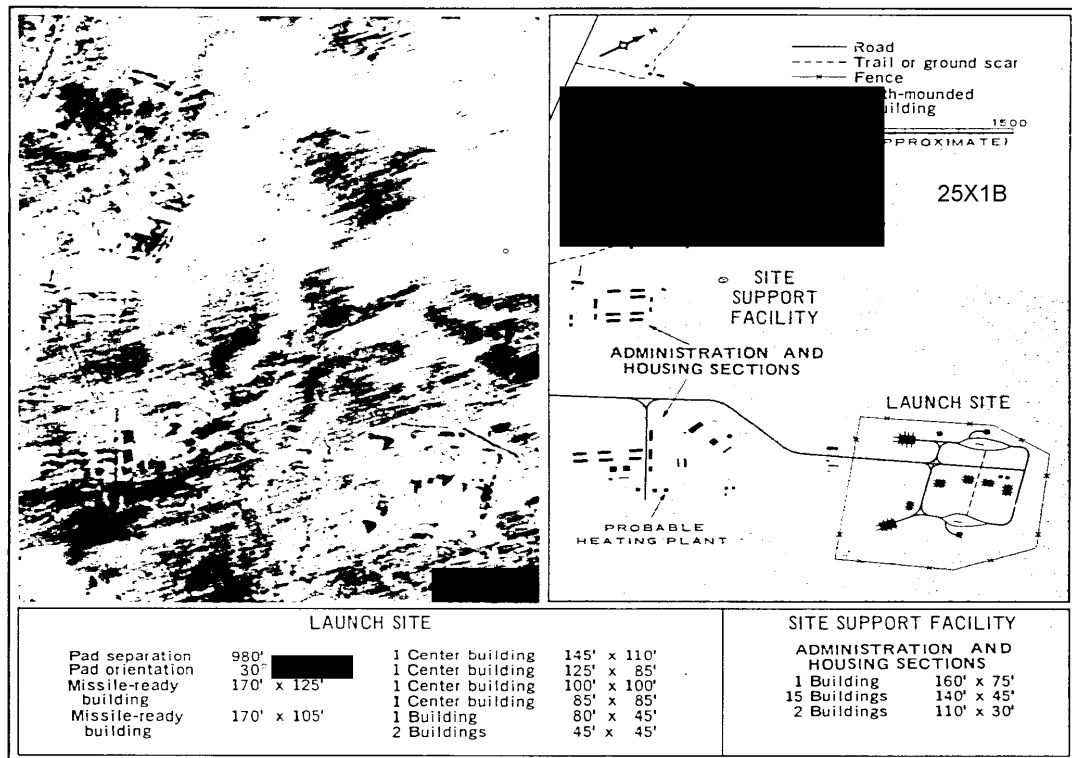 N
Road
Trail or ground scar
Fence
th-mounded
uilding
1500
PPROXIMATE)
25X1B
SITE
SUPPORT
FACILITY
ADMINISTRATION AND
HOUSING SECTIONS
LAUNCH SITE
PROBABLE
HEATING PLANT
LAUNCH SITE
Pad separation 980'
Pad orientation 30°
Missile-ready 170' x 125'
building
Missile-ready 170' x 105'
building
1 Center building 145' x 110'
1 Center building 125' x 85'
1 Center building 100' x 100'
1 Center building 85' x 85'
1 Building 80' x 45'
2 Buildings 45' x 45'
SITE SUPPORT FACILITY
ADMINISTRATION AND
HOUSING SECTIONS
1 Building 160' x 75'
15 Buildings 140' x 45'
2 Buildings 110' x 30'